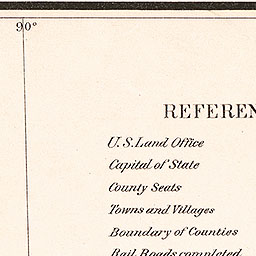 90°
REFEREN
U.S. Land Office
Capital of State
County Seats
Towns and Villages
Boundary of Counties
Rail Roads completed